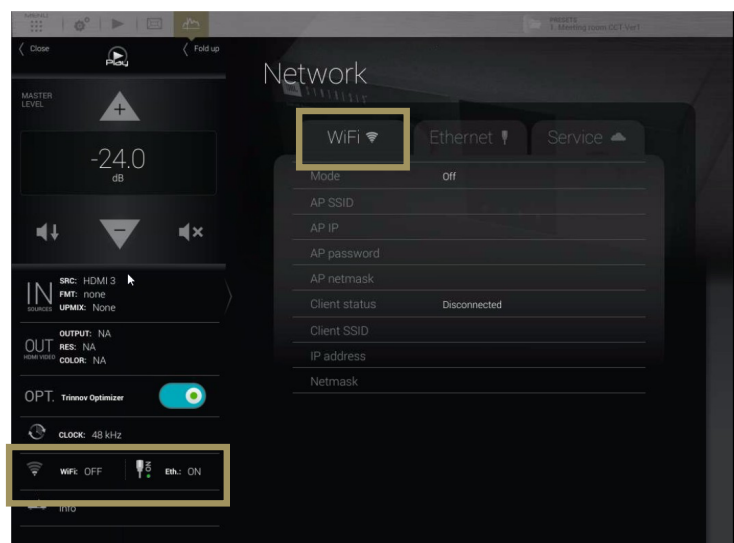 PRESETS
1: Meeting room CCT Ver1
Close
Play
Fold up
Network
MASTER
LEVEL
-24.0
dB
WiFi
Ethernet
Service
Mode Off
AP SSID
AP IP
AP password
AP netmask
Client status Disconnected
Client SSID
IP address
Netmask
IN
SOURCES
SRC: HDMI 3
FMT: none
UPMIX: None
OUT
HDMI VIDEO
OUTPUT: NA
RES: NA
COLOR: NA
OPT. Trinnov Optimizer
CLOCK: 48 kHz
WiFi: OFF
ON
Eth.: ON
Info